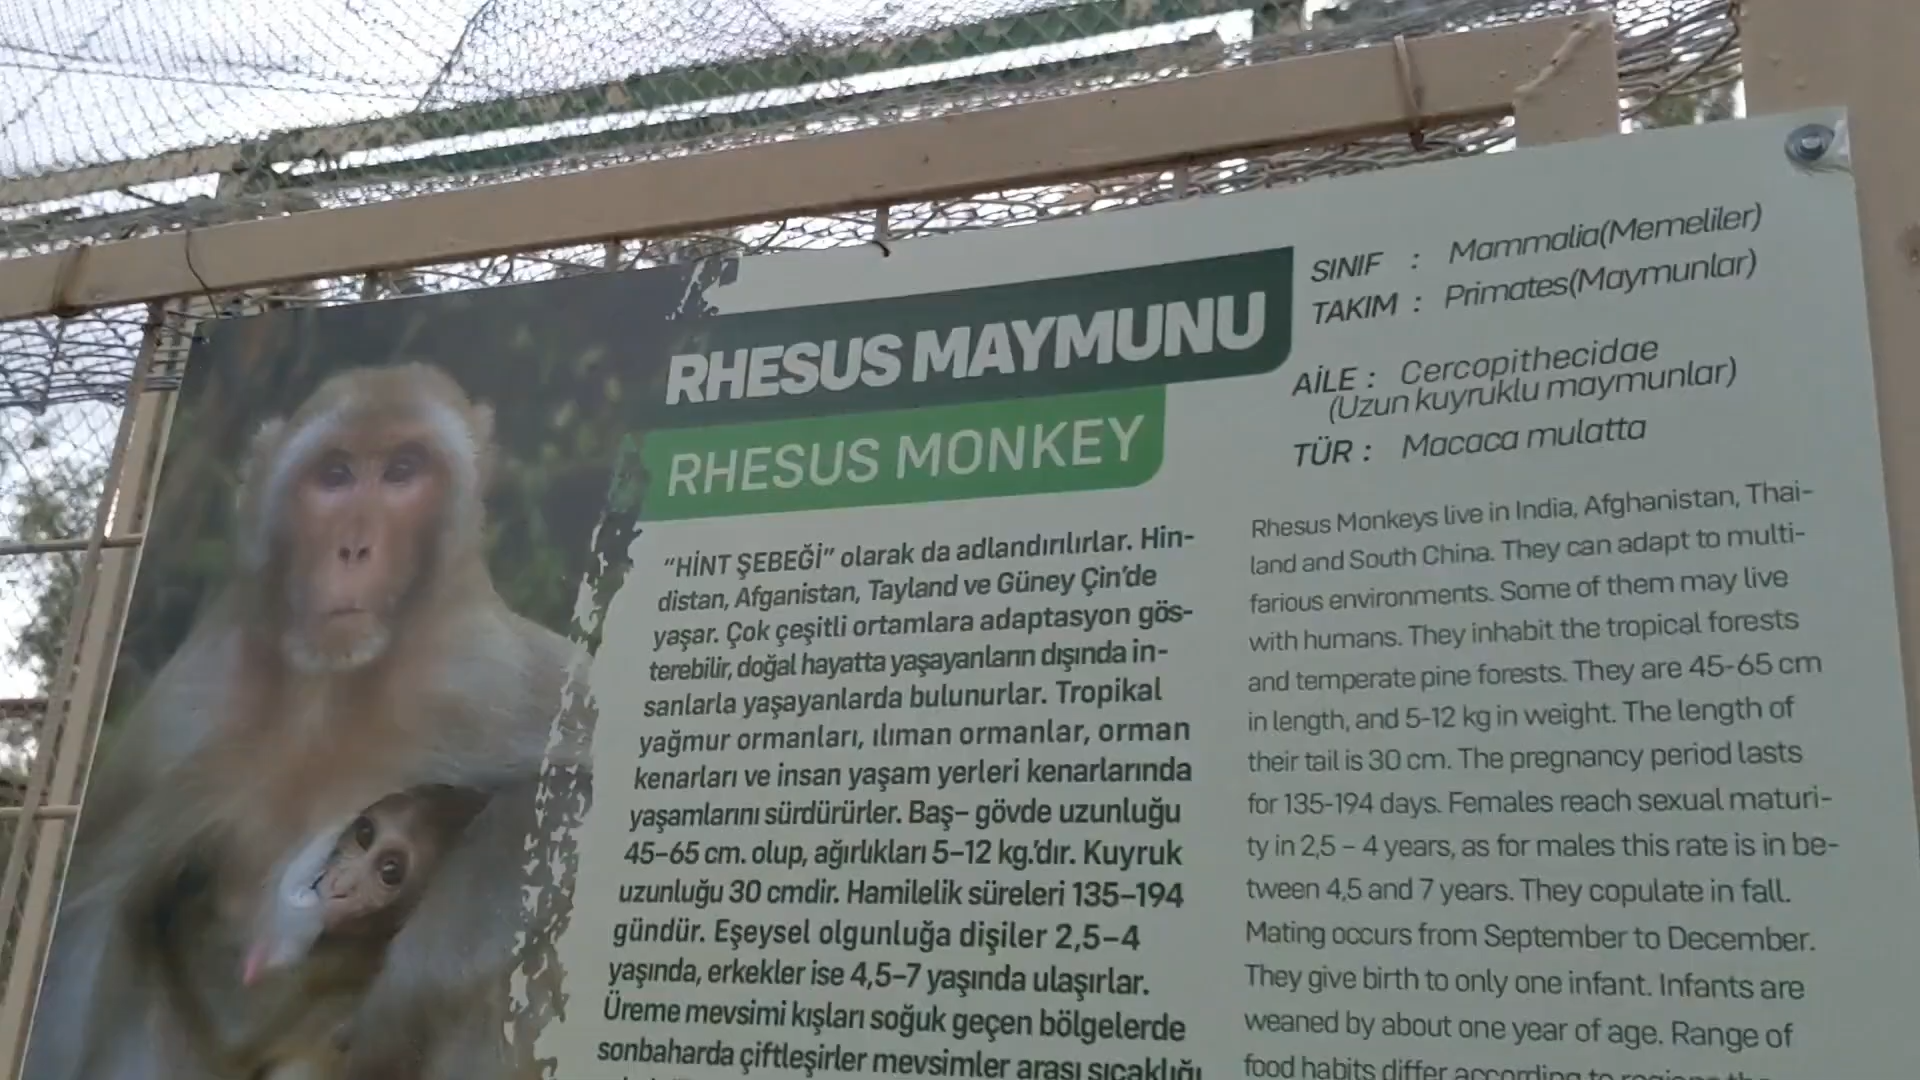 RHESUS MAYMUNU
RHESUS MONKEY
SINIF : Mammalia(Memeliler)
TAKIM : Primates(Maymunlar)
AİLE : Cercopithecidae
(Uzun kuyruklu maymunlar)
TÜR : Macaca mulatta
"HİNT ŞEBEĞİ" olarak da adlandırılırlar. Hin-
distan, Afganistan, Tayland ve Güney Çin'de
yaşar. Çok çeşitli ortamlara adaptasyon gös-
terebilir, doğal hayatta yaşayanların dışında in-
sanlarla yaşayanlarda bulunurlar. Tropikal
yağmur ormanları, ılıman ormanlar, orman
kenarları ve insan yaşam yerleri kenarlarında
yaşamlarını sürdürürler. Baş– gövde uzunluğu
45–65 cm. olup, ağırlıkları 5–12 kg.'dır. Kuyruk
uzunluğu 30 cmdir. Hamilelik süreleri 135–194
gündür. Eşeysel olgunluğa dişiler 2,5–4
yaşında, erkekler ise 4,5–7 yaşında ulaşırlar.
Üreme mevsimi kışları soğuk geçen bölgelerde
sonbaharda çiftleşirler mevsimler arası sıcaklığı
Rhesus Monkeys live in India, Afghanistan, Thai-
land and South China. They can adapt to multi-
farious environments. Some of them may live
with humans. They inhabit the tropical forests
and temperate pine forests. They are 45-65 cm
in length, and 5-12 kg in weight. The length of
their tail is 30 cm. The pregnancy period lasts
for 135-194 days. Females reach sexual maturi-
ty in 2,5 – 4 years, as for males this rate is in be-
tween 4,5 and 7 years. They copulate in fall.
Mating occurs from September to December.
They give birth to only one infant. Infants are
weaned by about one year of age. Range of
food habits differ according to regions the